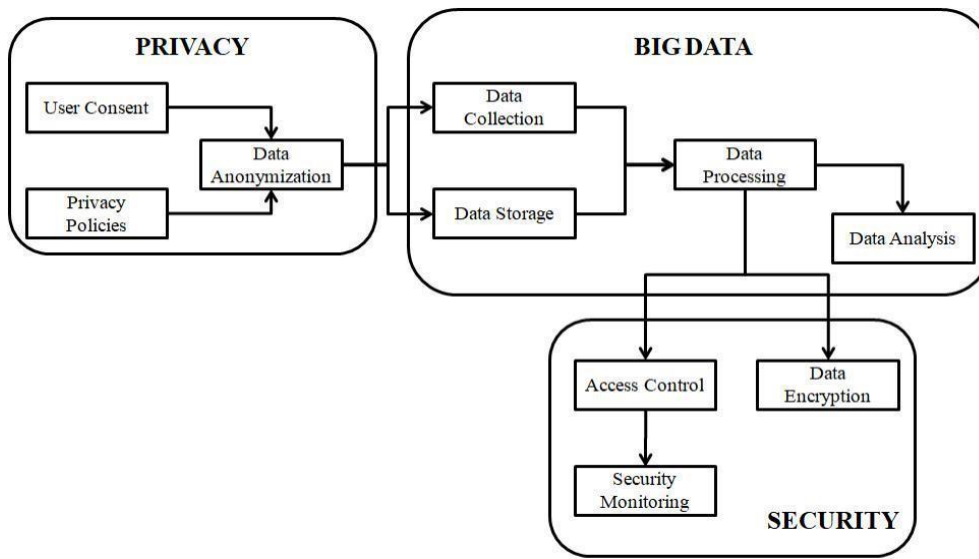 PRIVACY
User Consent
Data
Anonymization
Privacy
Policies
BIG DATA
Data
Collection
Data Storage
Data
Processing
Data Analysis
Access Control
Data
Encryption
Security
Monitoring
SECURITY